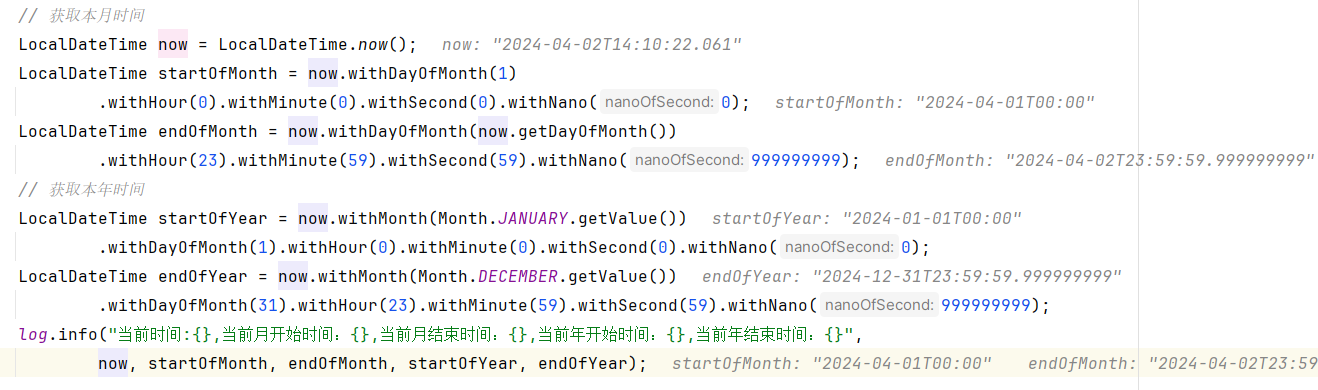 // 获取本月时间
LocalDateTime now = LocalDateTime.now();   now: "2024-04-02T14:10:22.061"
LocalDateTime startOfMonth = now.withDayOfMonth(1)
        .withHour(0).withMinute(0).withSecond(0).withNano( nanoOfSecond: 0);   startOfMonth: "2024-04-01T00:00"
LocalDateTime endOfMonth = now.withDayOfMonth(now.getDayOfMonth())
        .withHour(23).withMinute(59).withSecond(59).withNano( nanoOfSecond: 999999999);   endOfMonth: "2024-04-02T23:59:59.999999999"
// 获取本年时间
LocalDateTime startOfYear = now.withMonth(Month.JANUARY.getValue())   startOfYear: "2024-01-01T00:00"
        .withDayOfMonth(1).withHour(0).withMinute(0).withSecond(0).withNano( nanoOfSecond: 0);
LocalDateTime endOfYear = now.withMonth(Month.DECEMBER.getValue())   endOfYear: "2024-12-31T23:59:59.999999999"
        .withDayOfMonth(31).withHour(23).withMinute(59).withSecond(59).withNano( nanoOfSecond: 999999999);
log.info("当前时间:{},当前月开始时间：{},当前月结束时间：{},当前年开始时间：{},当前年结束时间：{}",
        now, startOfMonth, endOfMonth, startOfYear, endOfYear);   startOfMonth: "2024-04-01T00:00"   endOfMonth: "2024-04-02T23:59